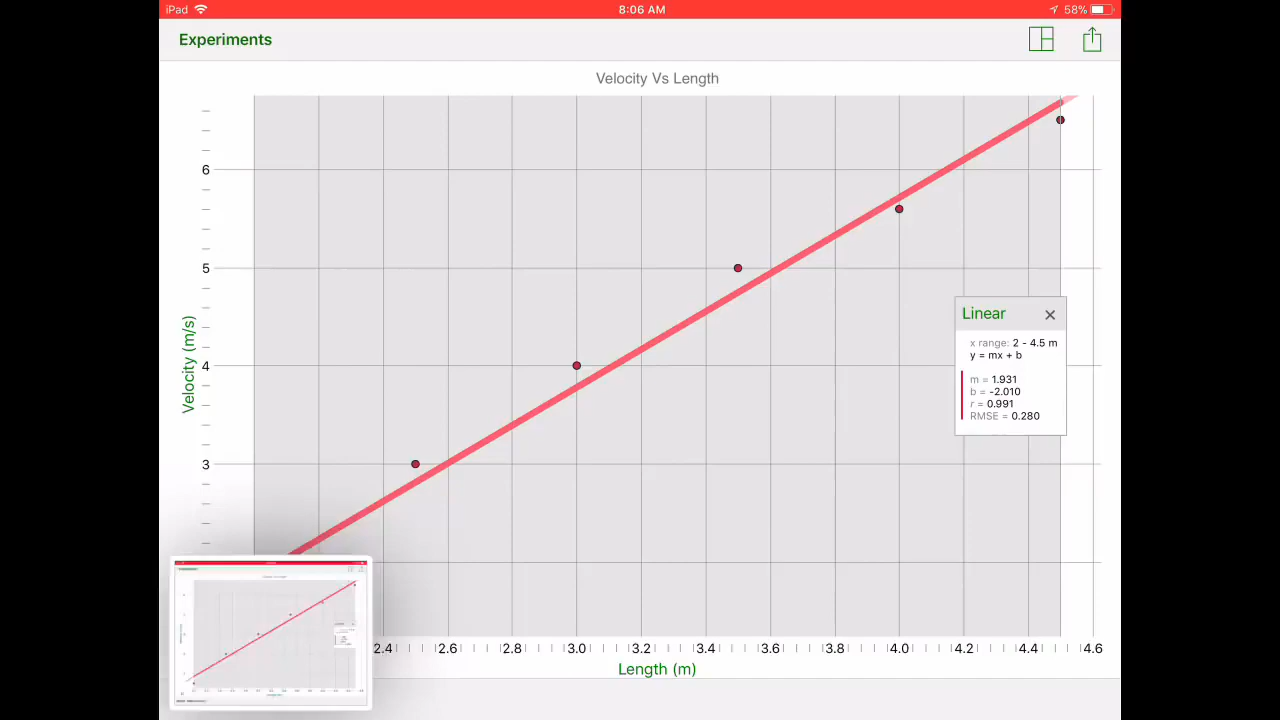 iPad 8:06 AM 58%
Experiments
Velocity Vs Length
6
5
4
3
Velocity (m/s)
Linear
x range: 2 - 4.5 m
y = mx + b
m = 1.931
b = -2.010
r = 0.991
RMSE = 0.280
2.4 2.6 2.8 3.0 3.2 3.4 3.6 3.8 4.0 4.2 4.4 4.6
Length (m)